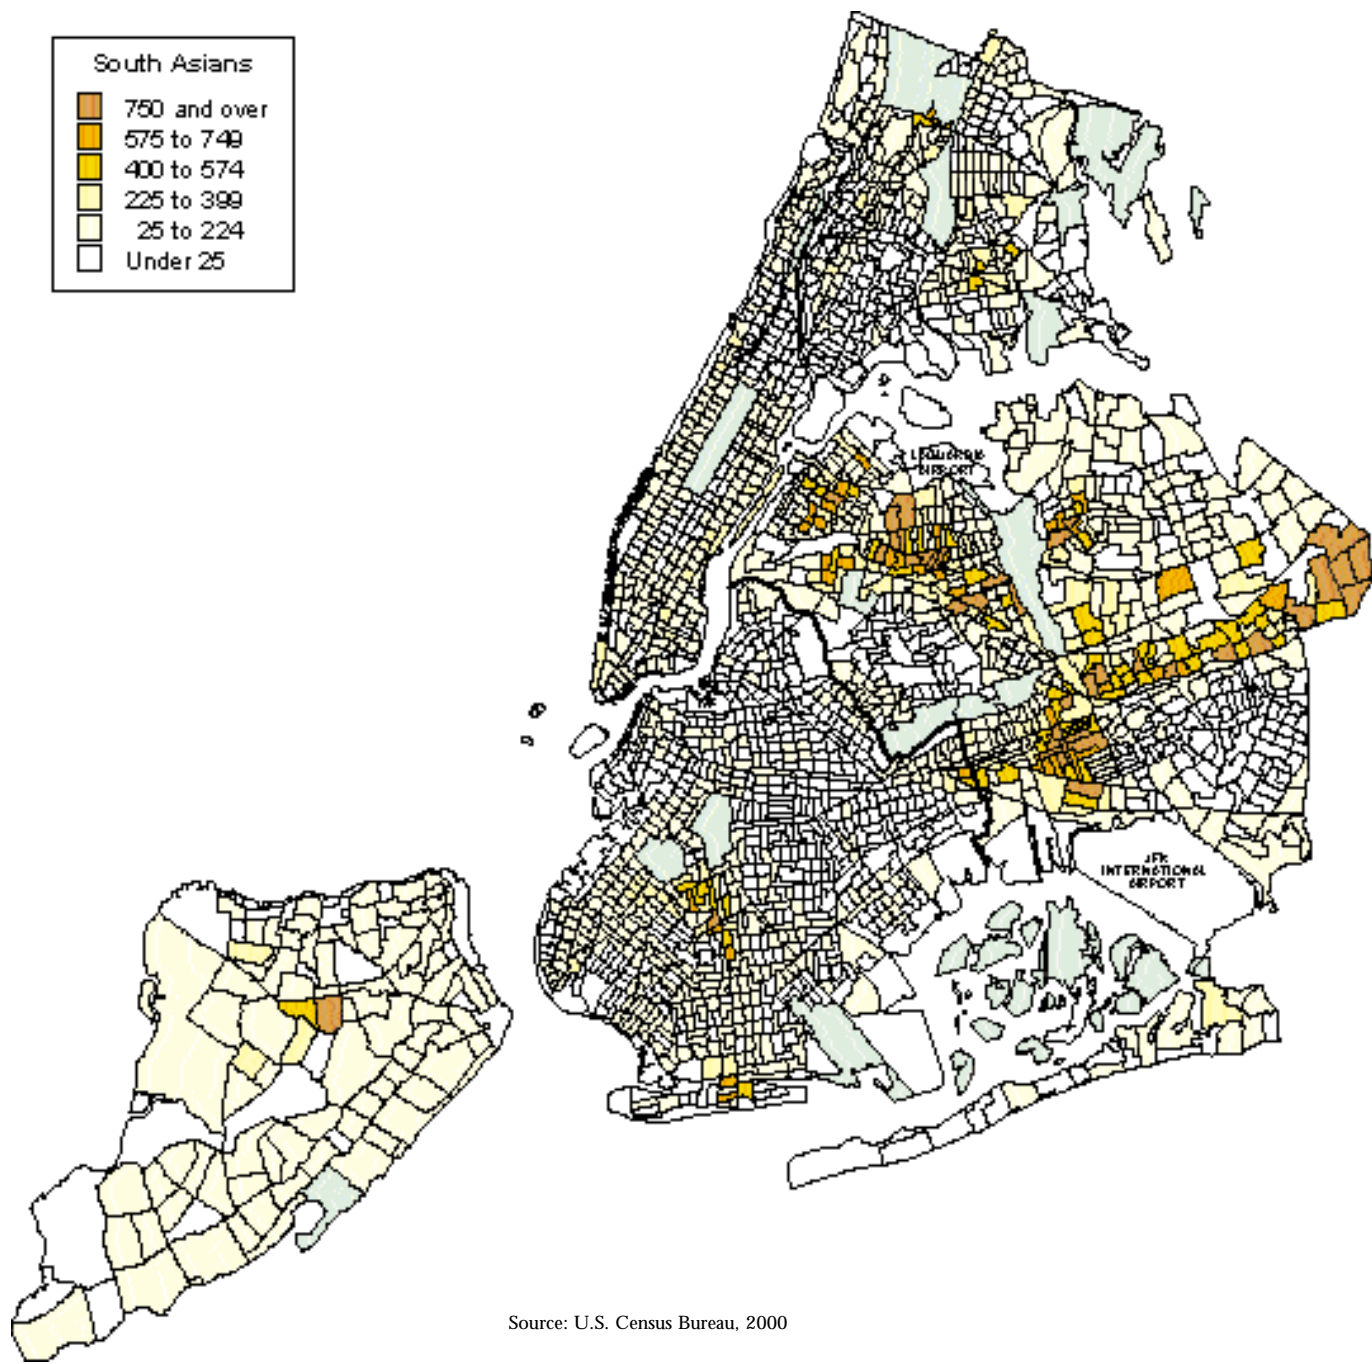 South Asians
750 and over
575 to 749
400 to 574
225 to 399
25 to 224
Under 25
AIRPORT
JFK
INTERNATIONAL
AIRPORT
Source: U.S. Census Bureau, 2000